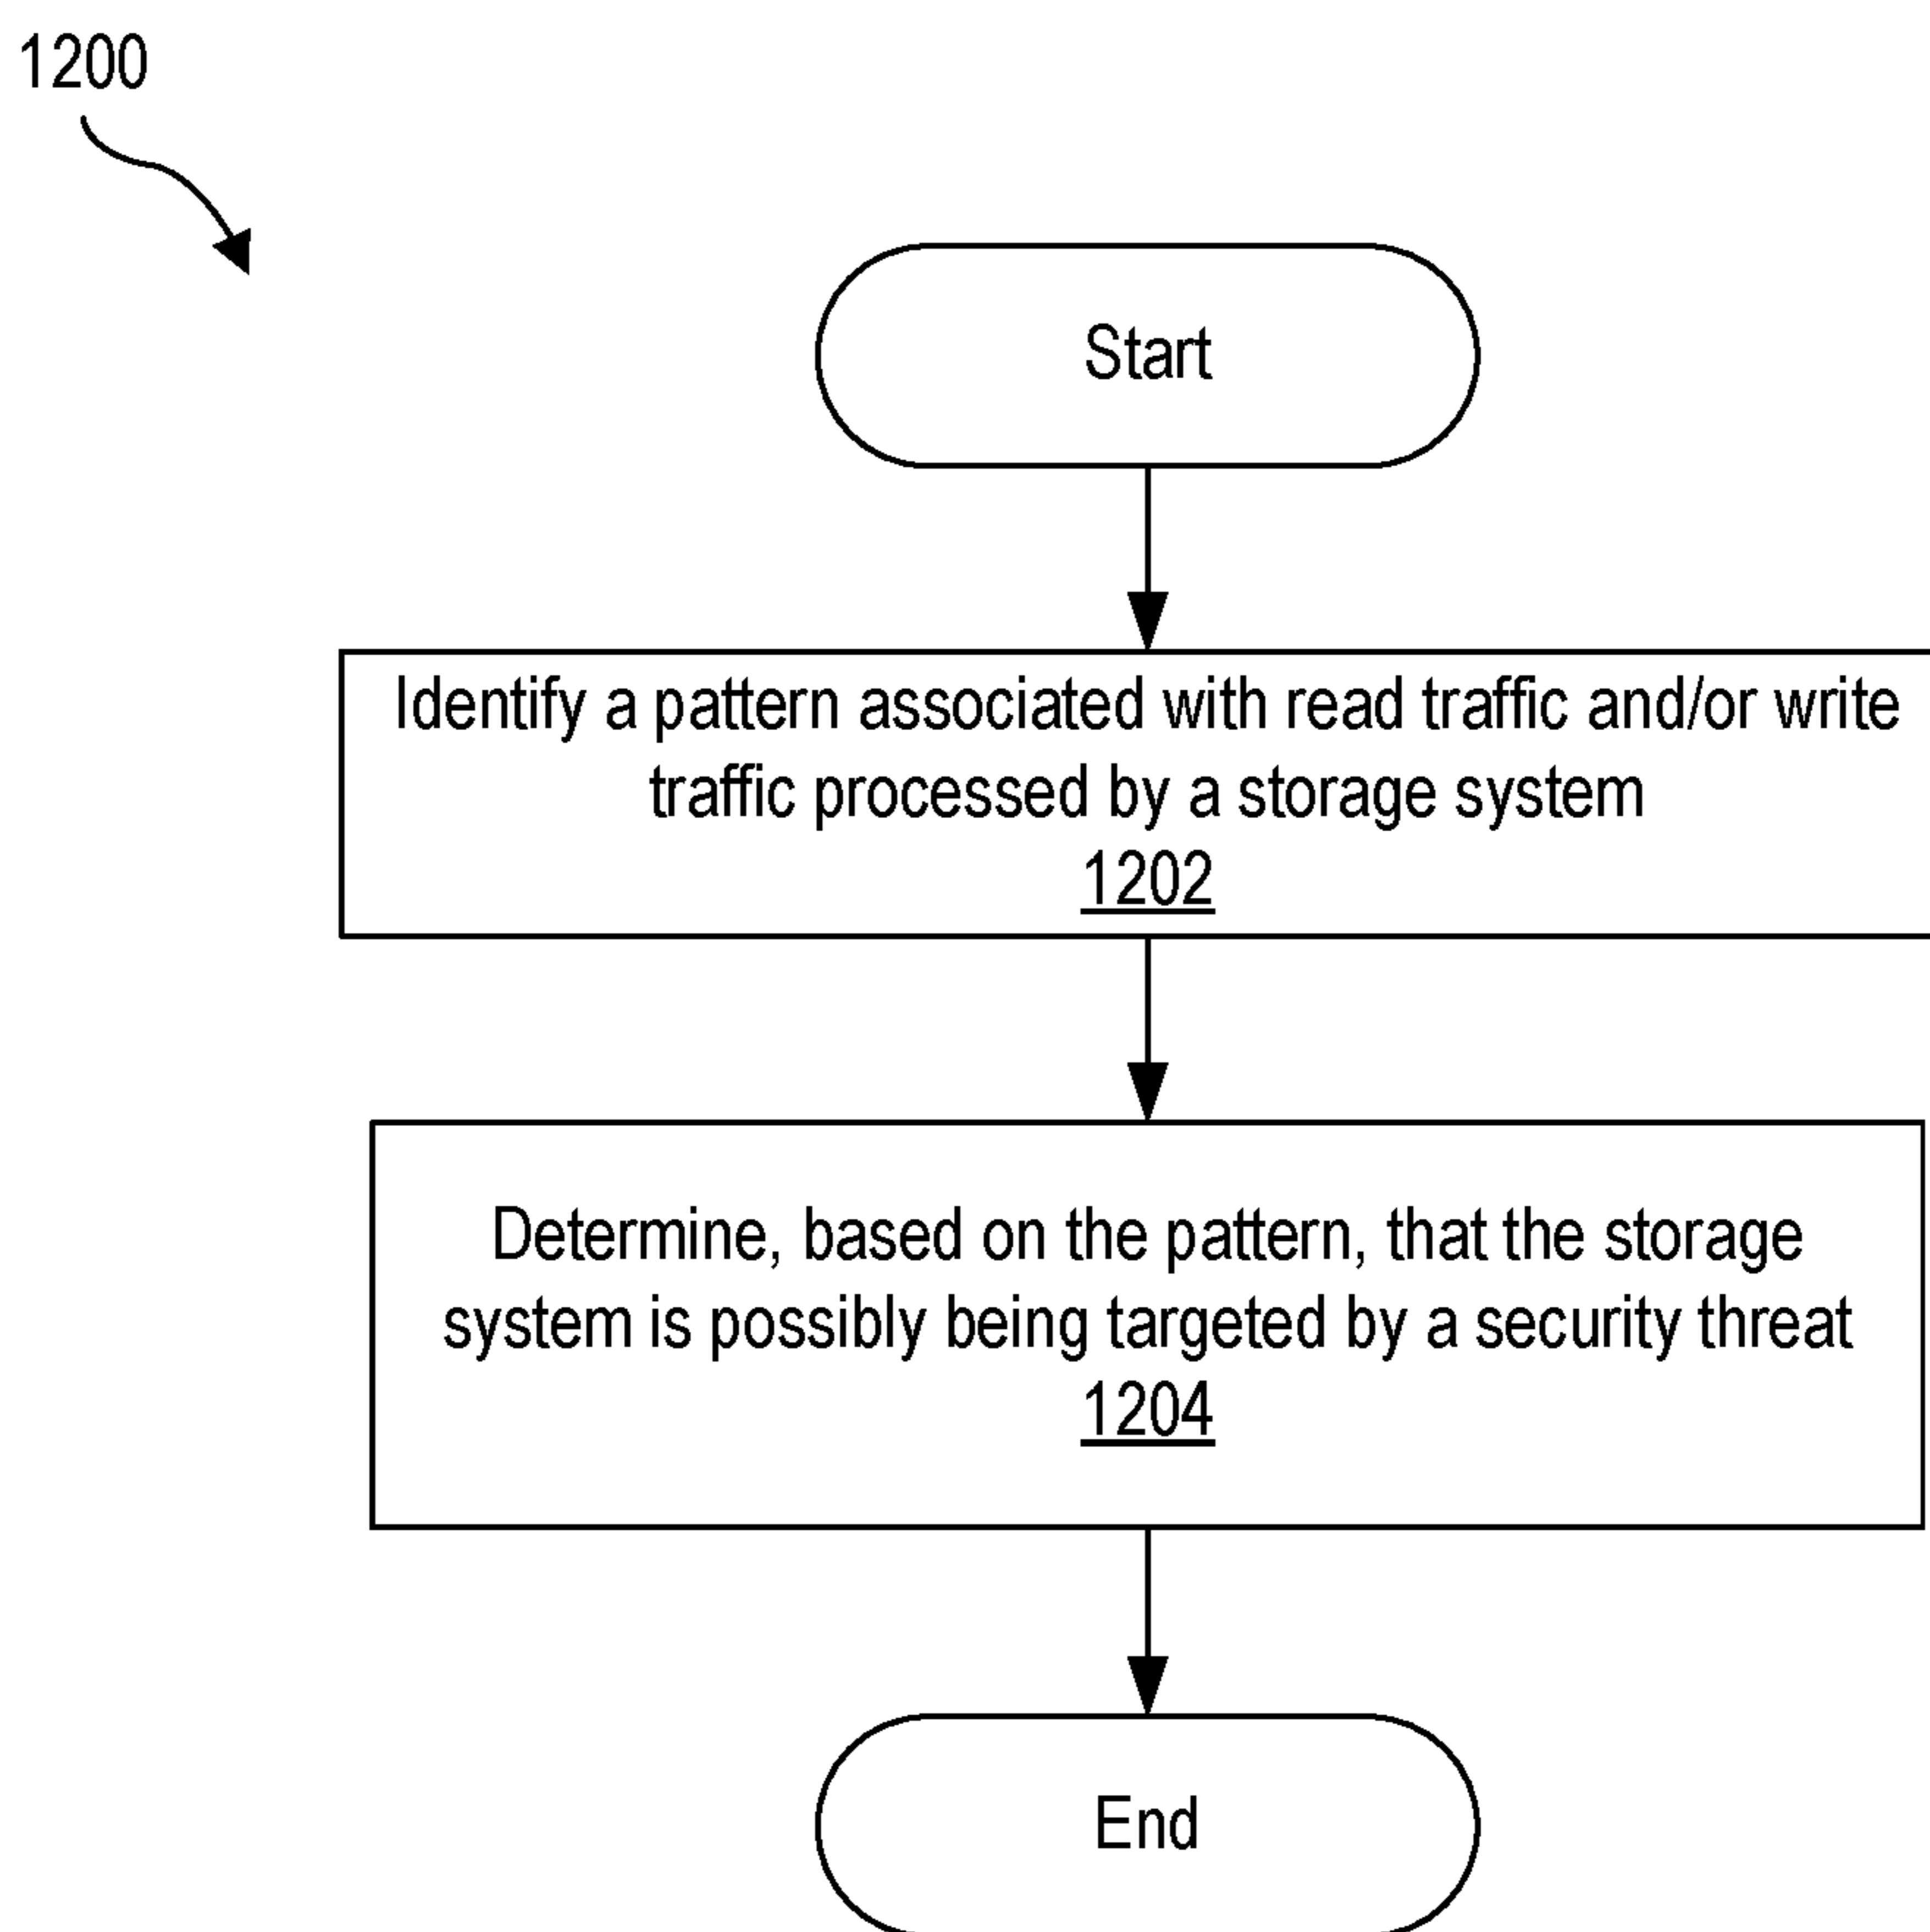 1200
Start
Identify a pattern associated with read traffic and/or write
traffic processed by a storage system
1202
Determine, based on the pattern, that the storage
system is possibly being targeted by a security threat
1204
End